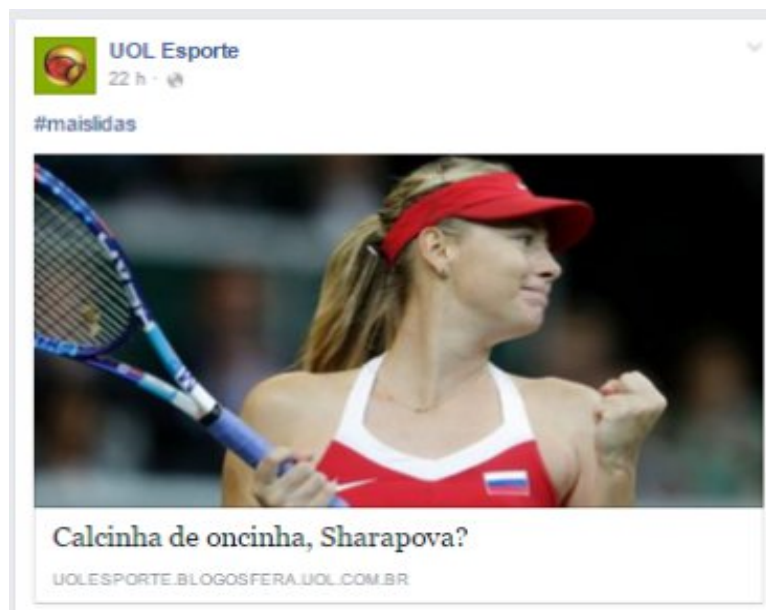 UOL Esporte
22 h ·
#maislidas
Calcinha de oncinha, Sharapova?
UOLESPORTE.BLOGOSFERA.UOL.COM.BR